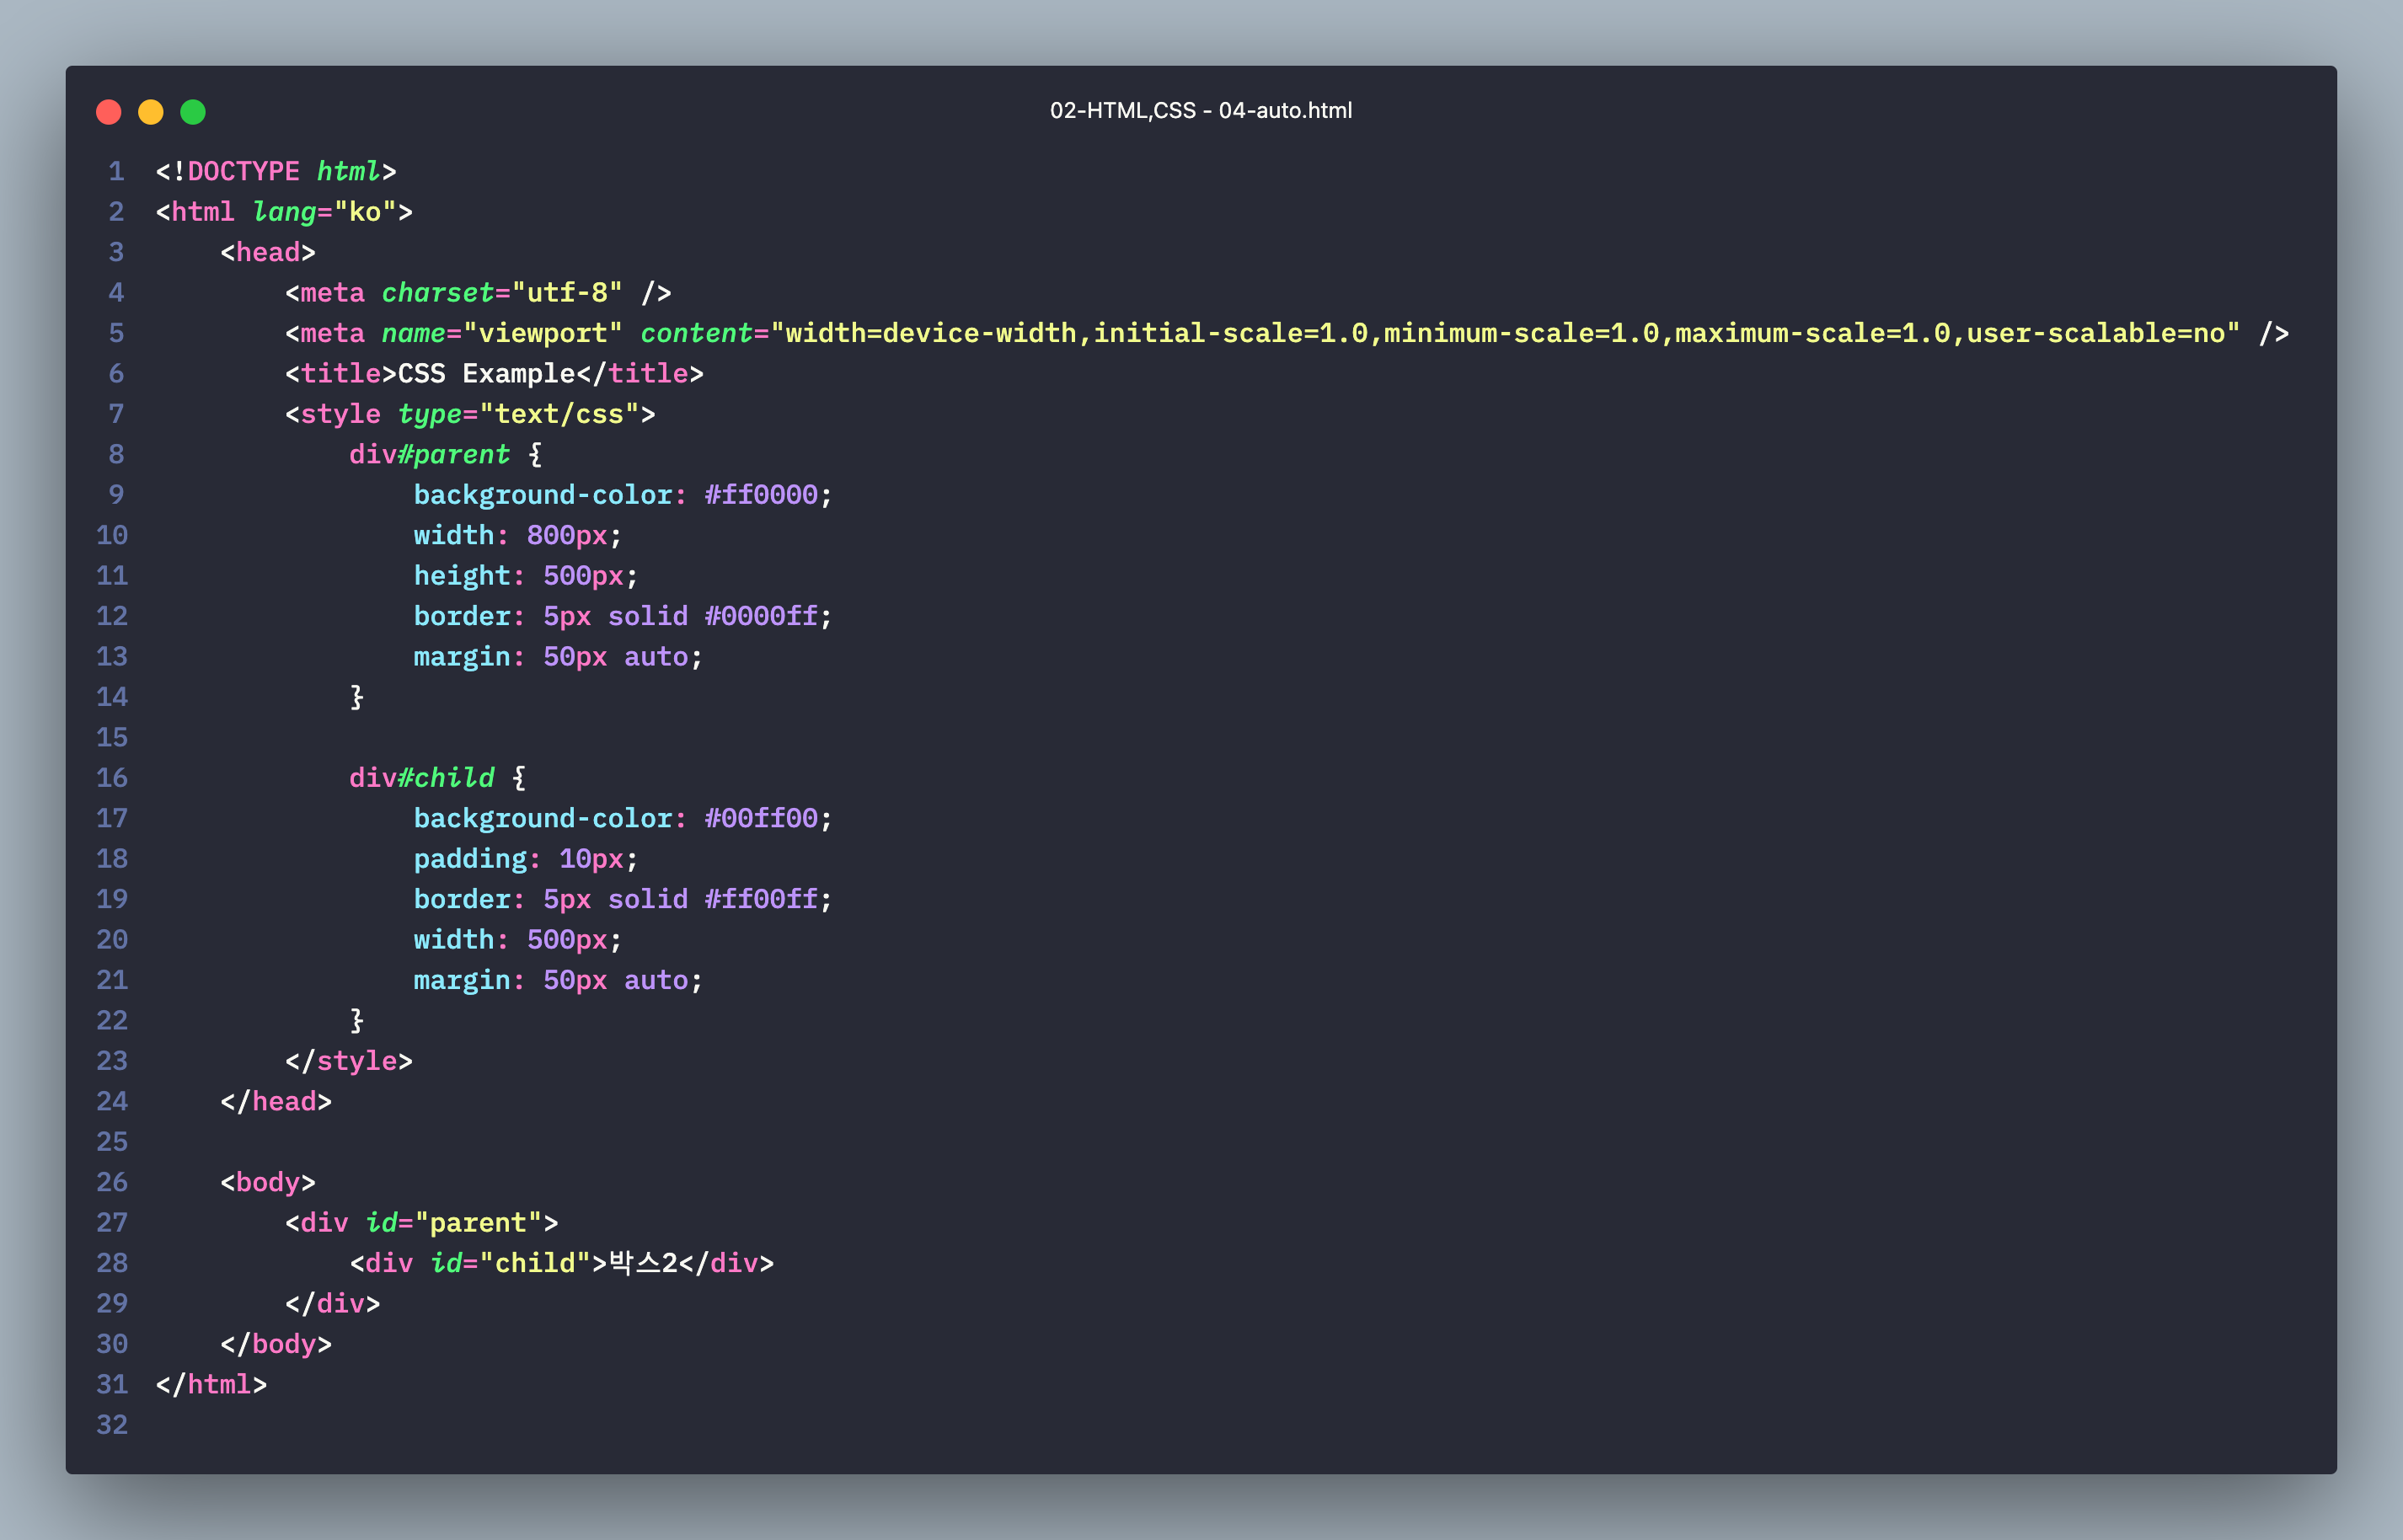 02-HTML,CSS - 04-auto.html
1 <!DOCTYPE html>
2 <html lang="ko">
3     <head>
4         <meta charset="utf-8" />
5         <meta name="viewport" content="width=device-width,initial-scale=1.0,minimum-scale=1.0,maximum-scale=1.0,user-scalable=no" />
6         <title>CSS Example</title>
7         <style type="text/css">
8             div#parent {
9                 background-color: #ff0000;
10                 width: 800px;
11                 height: 500px;
12                 border: 5px solid #0000ff;
13                 margin: 50px auto;
14             }
15
16             div#child {
17                 background-color: #00ff00;
18                 padding: 10px;
19                 border: 5px solid #ff00ff;
20                 width: 500px;
21                 margin: 50px auto;
22             }
23         </style>
24     </head>
25
26     <body>
27         <div id="parent">
28             <div id="child">박스2</div>
29         </div>
30     </body>
31 </html>
32